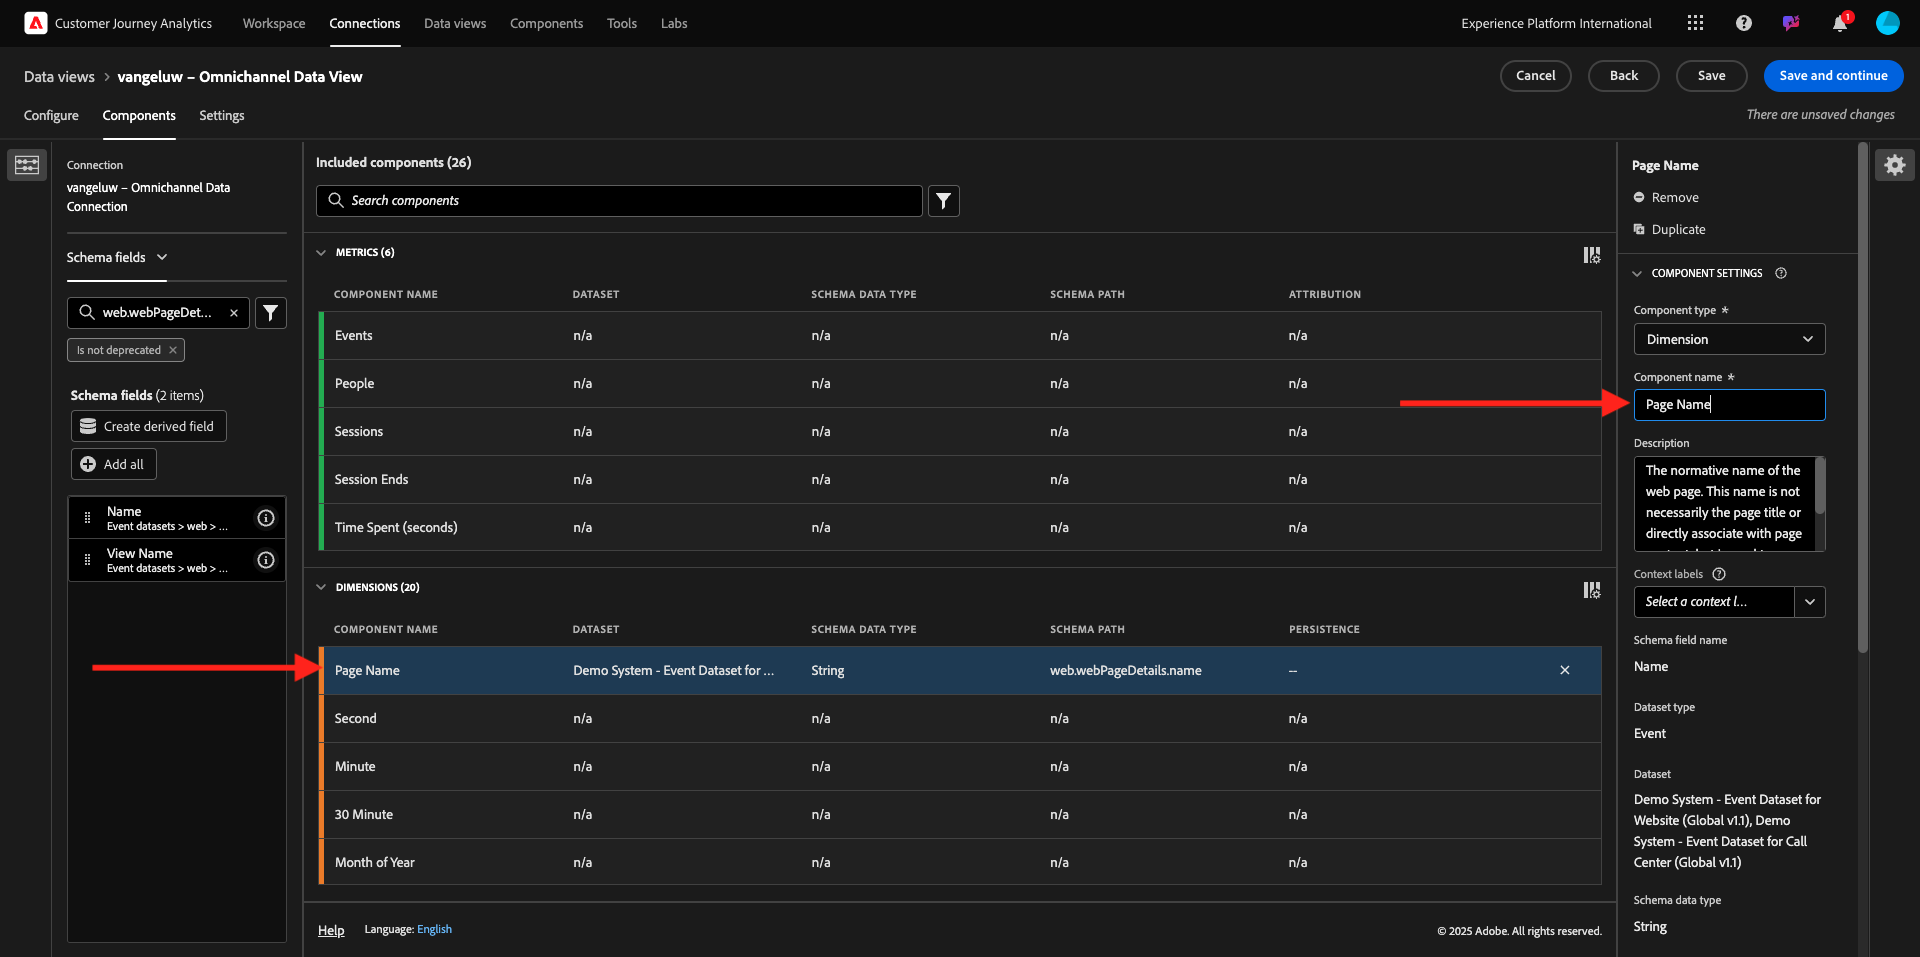 Customer Journey Analytics
Workspace
Connections
Data views
Components
Tools
Labs
Experience Platform International
1
Data views > vangeluw – Omnichannel Data View
Cancel
Back
Save
Save and continue
Configure
Components
Settings
There are unsaved changes
Connection
vangeluw – Omnichannel Data
Connection
Schema fields
web.webPageDet...
Is not deprecated
Schema fields (2 items)
Create derived field
Add all
Name
Event datasets > web > ...
View Name
Event datasets > web > ...
Included components (26)
Search components
METRICS (6)
COMPONENT NAME DATASET SCHEMA DATA TYPE SCHEMA PATH ATTRIBUTION
Events n/a n/a n/a n/a
People n/a n/a n/a n/a
Sessions n/a n/a n/a n/a
Session Ends n/a n/a n/a n/a
Time Spent (seconds) n/a n/a n/a n/a
DIMENSIONS (20)
COMPONENT NAME DATASET SCHEMA DATA TYPE SCHEMA PATH PERSISTENCE
Page Name Demo System - Event Dataset for ... String web.webPageDetails.name --
Second n/a n/a n/a n/a
Minute n/a n/a n/a n/a
30 Minute n/a n/a n/a n/a
Month of Year n/a n/a n/a n/a
Help
Language: English
© 2025 Adobe. All rights reserved.
Page Name
Remove
Duplicate
COMPONENT SETTINGS
Component type *
Dimension
Component name *
Page Name
Description
The normative name of the
web page. This name is not
necessarily the page title or
directly associate with page
Context labels
Select a context l...
Schema field name
Name
Dataset type
Event
Dataset
Demo System - Event Dataset for
Website (Global v1.1), Demo
System - Event Dataset for Call
Center (Global v1.1)
Schema data type
String